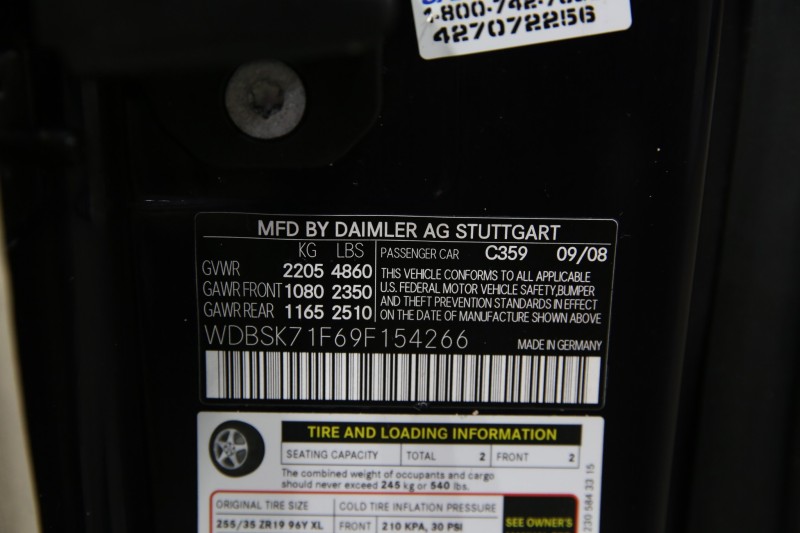 427072256
MFD BY DAIMLER AG STUTTGART
KG LBS
GVWR 2205 4860
GAWR FRONT 1080 2350
GAWR REAR 1165 2510
PASSENGER CAR C359 09/08
THIS VEHICLE CONFORMS TO ALL APPLICABLE
U.S. FEDERAL MOTOR VEHICLE SAFETY,BUMPER
AND THEFT PREVENTION STANDARDS IN EFFECT
ON THE DATE OF MANUFACTURE SHOWN ABOVE
WDBSK71F69F154266
MADE IN GERMANY
TIRE AND LOADING INFORMATION
SEATING CAPACITY TOTAL 2 FRONT 2
The combined weight of occupants and cargo
should never exceed 245 kg or 540 lbs.
ORIGINAL TIRE SIZE COLD TIRE INFLATION PRESSURE
255/35 ZR19 96Y XL FRONT 210 KPA, 30 PSI
SEE OWNER'S
230 584 33 15